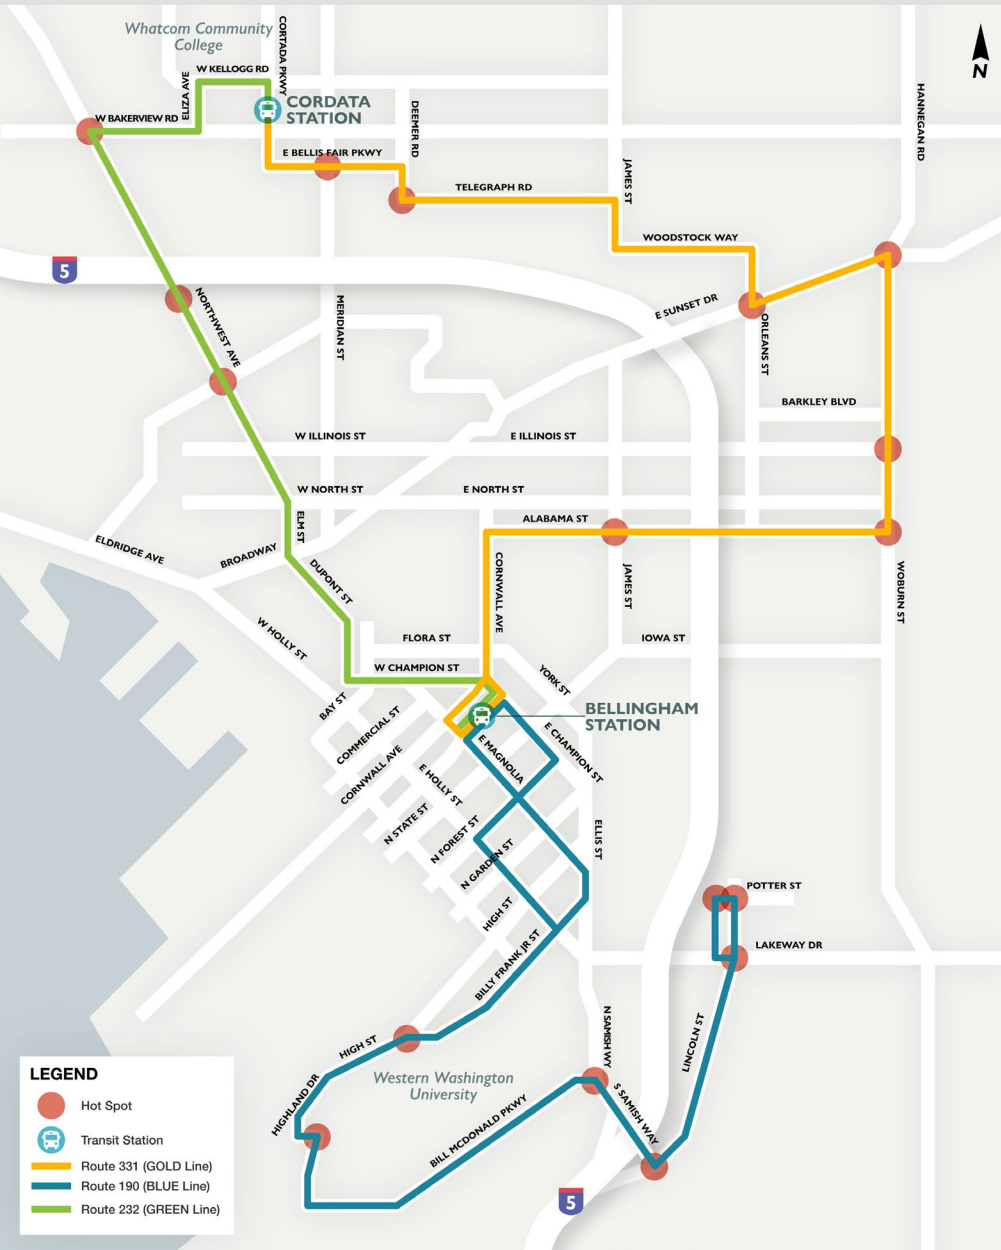 Whatcom Community
College
CORTADA PKWY
N
W KELLOGG RD
ELIZA AVE
CORDATA
STATION
W BAKERVIEW RD
DEEMER RD
HANNEGAN RD
E BELLIS FAIR PKWY
JAMES ST
TELEGRAPH RD
WOODSTOCK WAY
5
NORTHWEST AVE
MERIDIAN ST
E SUNSET DR
ORLEANS ST
BARKLEY BLVD
W ILLINOIS ST
E ILLINOIS ST
W NORTH ST
E NORTH ST
ELM ST
ALABAMA ST
ELDRIDGE AVE
BROADWAY
DUPONT ST
CORNWALL AVE
JAMES ST
WOBURN ST
W HOLLY ST
FLORA ST
IOWA ST
W CHAMPION ST
YORK ST
BAY ST
BELLINGHAM
STATION
COMMERCIAL ST
E MAGNOLIA
E CHAMPION ST
CORNWALL AVE
E HOLLY ST
N STATE ST
N FOREST ST
ELLIS ST
N GARDEN ST
POTTER ST
HIGH ST
LAKEWAY DR
BILLY FRANK JR ST
N SAMISH WY
LINCOLN ST
HIGH ST
Western Washington
University
HIGHLAND DR
BILL MCDONALD PKWY
S SAMISH WAY
5
LEGEND
Hot Spot
Transit Station
Route 331 (GOLD Line)
Route 190 (BLUE Line)
Route 232 (GREEN Line)